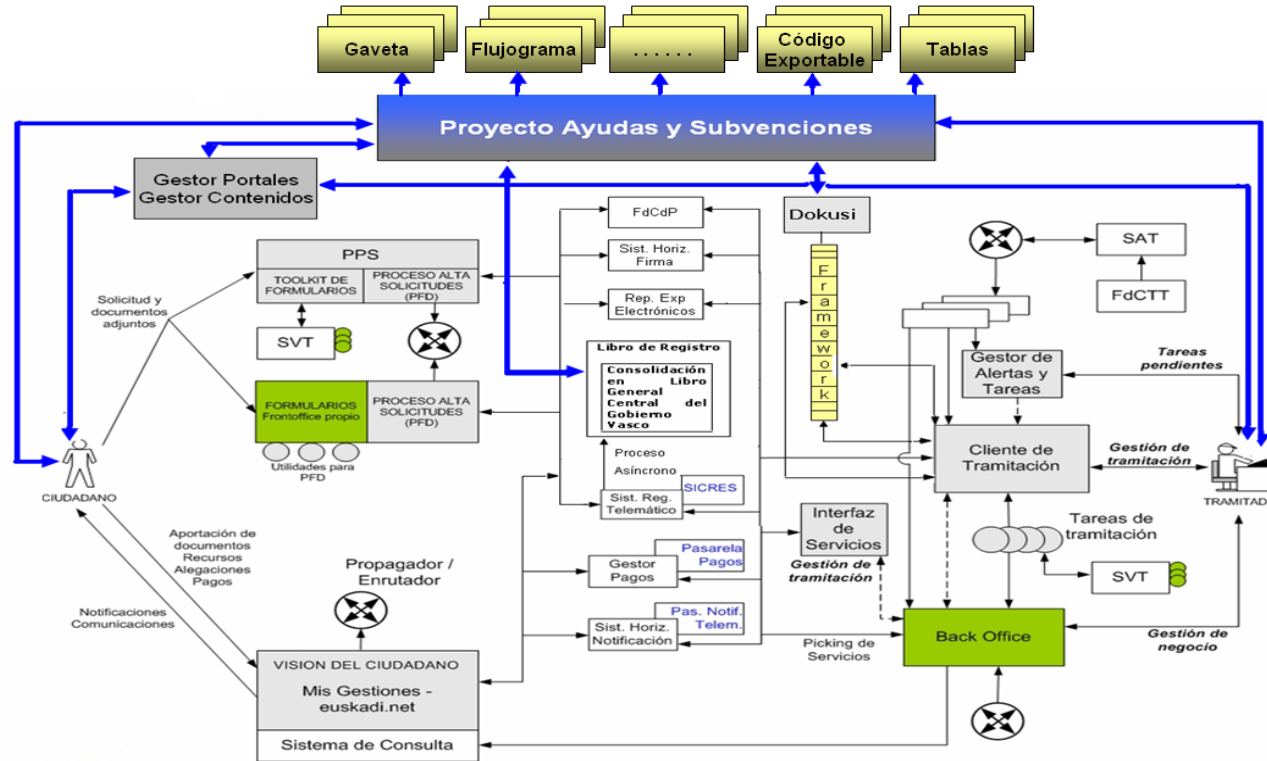 Gaveta
Flujograma
. . . . . .
Código
Exportable
Tablas
Proyecto Ayudas y Subvenciones
Gestor Portales
Gestor Contenidos
Dokusi
FdCdP
Sist. Horiz.
Firma
Rep. Exp
Electrónicos
Libro de Registro
Consolidación
en Libro
General
Central del
Gobierno
Vasco
Proceso
Asíncrono
SICRES
Sist. Reg.
Telemático
Pasarela
Pagos
Gestor
Pagos
Pas. Notif.
Telem.
Sist. Horiz.
Notificación
PPS
TOOLKIT DE
FORMULARIOS
PROCESO ALTA
SOLICITUDES
(PFD)
Solicitud y
documentos
adjuntos
SVT
FORMULARIOS
Frontoffice propio
PROCESO ALTA
SOLICITUDES
(PFD)
Utilidades para
PFD
CIUDADANO
Aportación de
documentos
Recursos
Alegaciones
Pagos
Notificaciones
Comunicaciones
Propagador /
Enrutador
VISION DEL CIUDADANO
Mis Gestiones -
euskadi.net
Sistema de Consulta
Framework
SAT
FdCTT
Gestor de
Alertas y
Tareas
Tareas
pendientes
Cliente de
Tramitación
Gestión de
tramitación
TRAMITAD
Interfaz
de
Servicios
Gestión de
tramitación
Tareas de
tramitación
SVT
Back Office
Picking de
Servicios
Gestión de
negocio